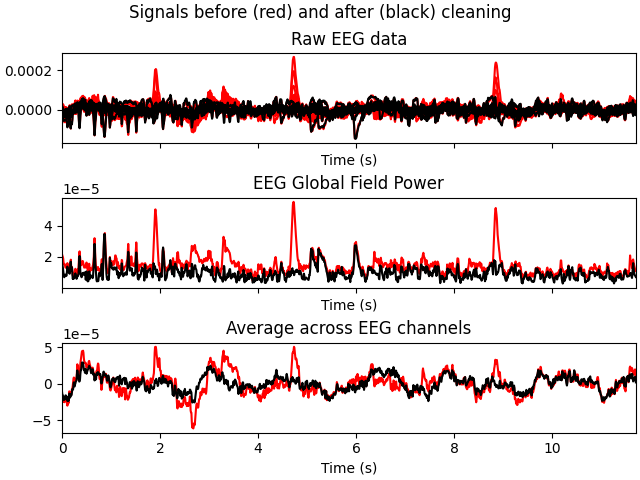 Signals before (red) and after (black) cleaning
Raw EEG data
0.0002
0.0000
Time (s)
EEG Global Field Power
1e−5
4
2
Time (s)
Average across EEG channels
1e−5
5
0
−5
0 2 4 6 8 10
Time (s)